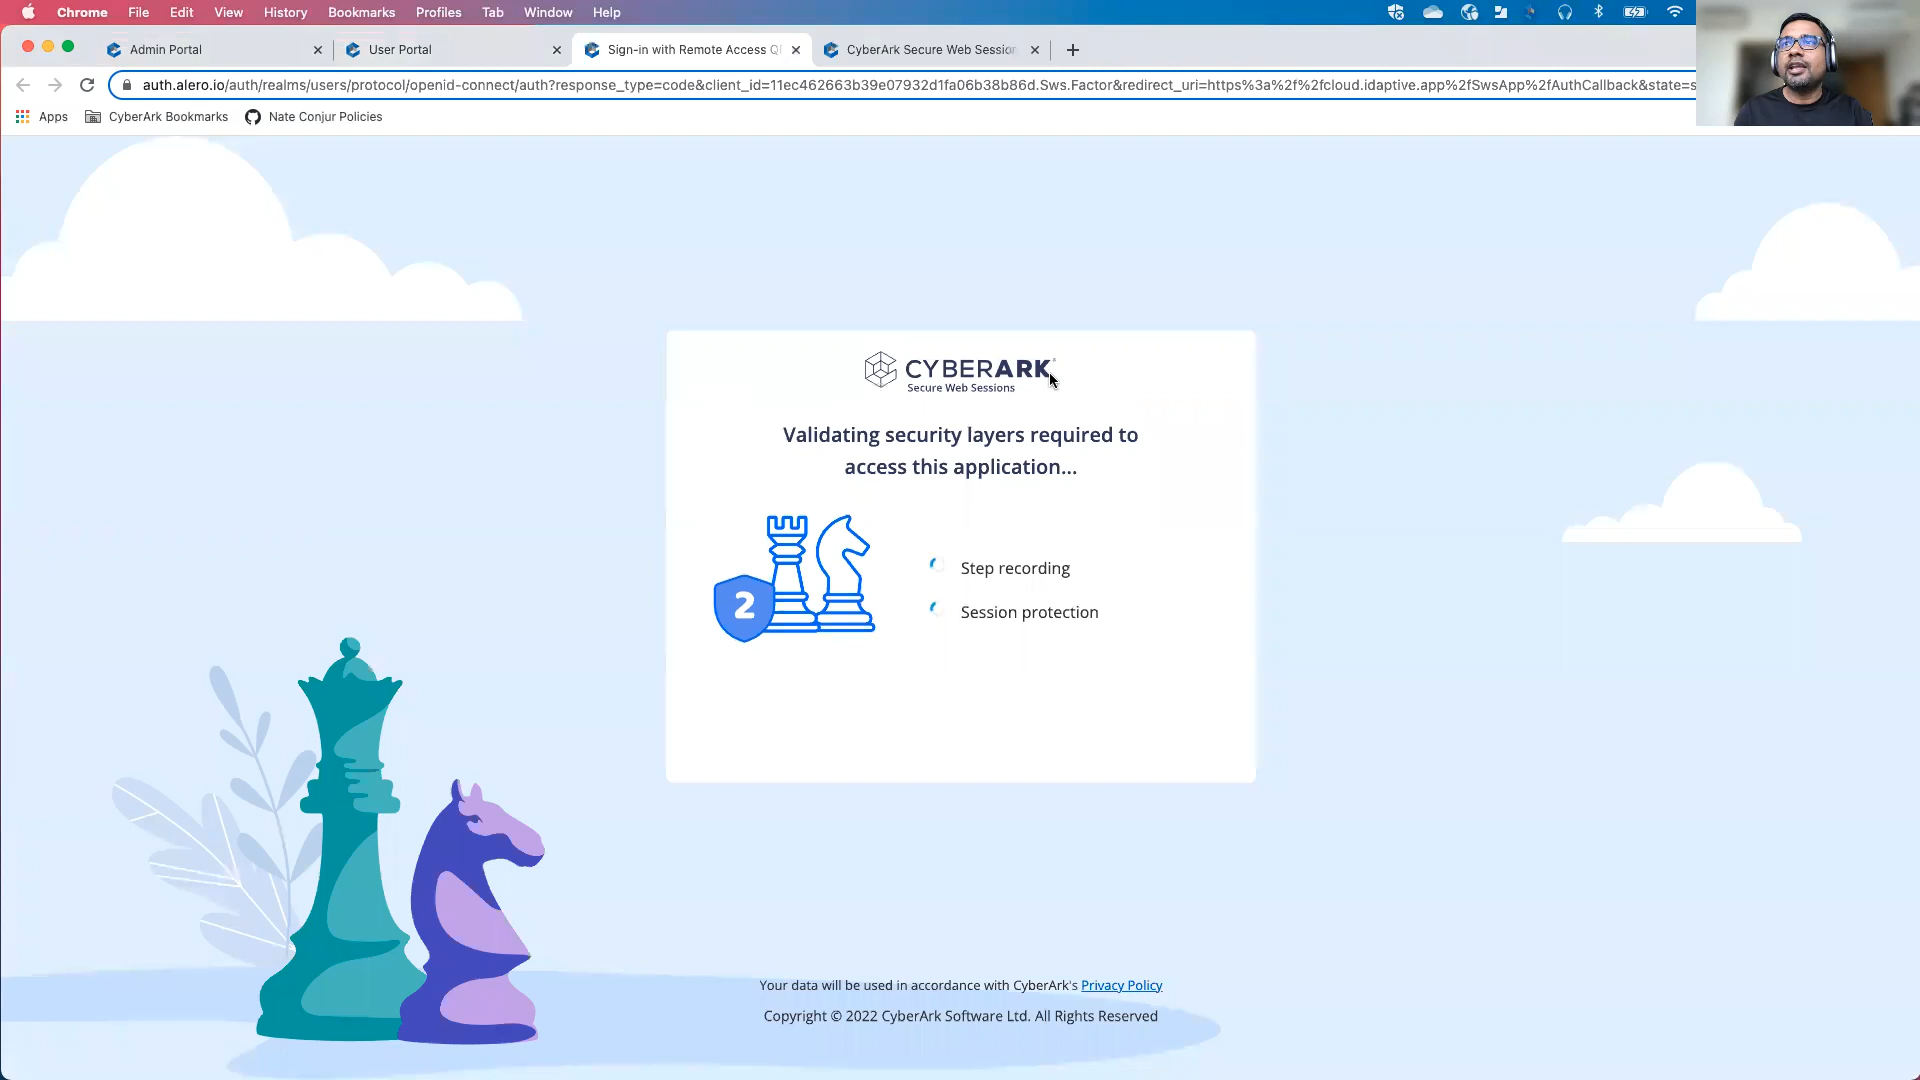 Chrome File Edit View History Bookmarks Profiles Tab Window Help
Admin Portal User Portal Sign-in with Remote Access Q CyberArk Secure Web Session
auth.alero.io/auth/realms/users/protocol/openid-connect/auth?response_type=code&client_id=11ec462663b39e07932d1fa06b38b86d.Sws.Factor&redirect_uri=https%3a%2f%2fcloud.idaptive.app%2fSwsApp%2fAuthCallback&state=s
Apps CyberArk Bookmarks Nate Conjur Policies
CYBERARK
Secure Web Sessions
Validating security layers required to
access this application...
2
Step recording
Session protection
Your data will be used in accordance with CyberArk's Privacy Policy
Copyright © 2022 CyberArk Software Ltd. All Rights Reserved